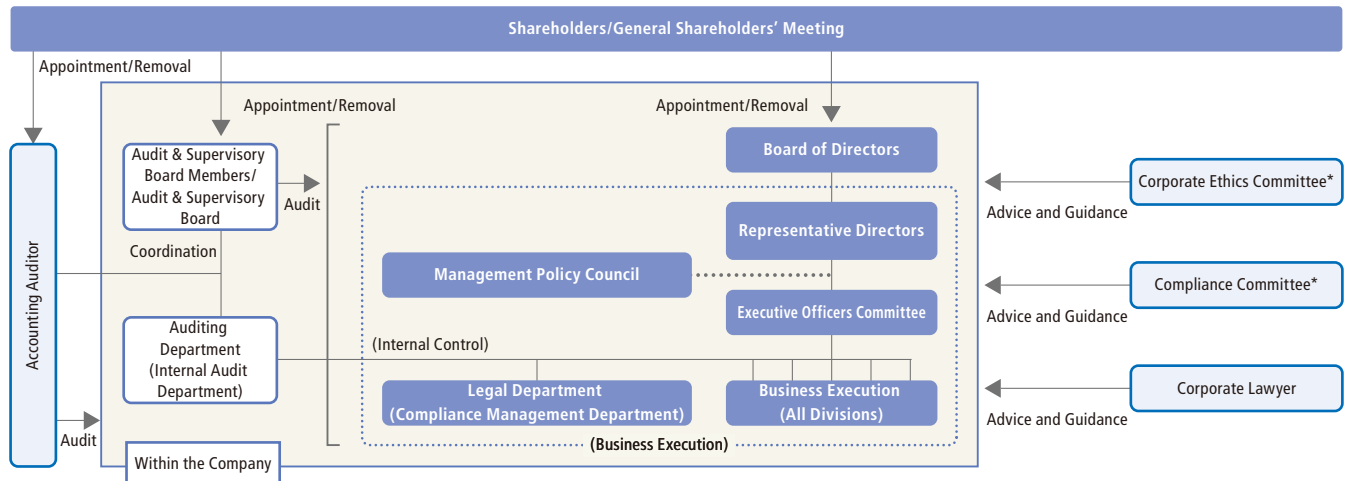 Shareholders/General Shareholders' Meeting
Appointment/Removal
Appointment/Removal
Appointment/Removal
Accounting Auditor
Audit & Supervisory
Board Members/
Audit & Supervisory
Board
Audit
Coordination
Auditing
Department
(Internal Audit
Department)
Audit
Within the Company
Board of Directors
Representative Directors
Management Policy Council
Executive Officers Committee
(Internal Control)
Legal Department
(Compliance Management Department)
Business Execution
(All Divisions)
(Business Execution)
Corporate Ethics Committee*
Advice and Guidance
Compliance Committee*
Advice and Guidance
Corporate Lawyer
Advice and Guidance